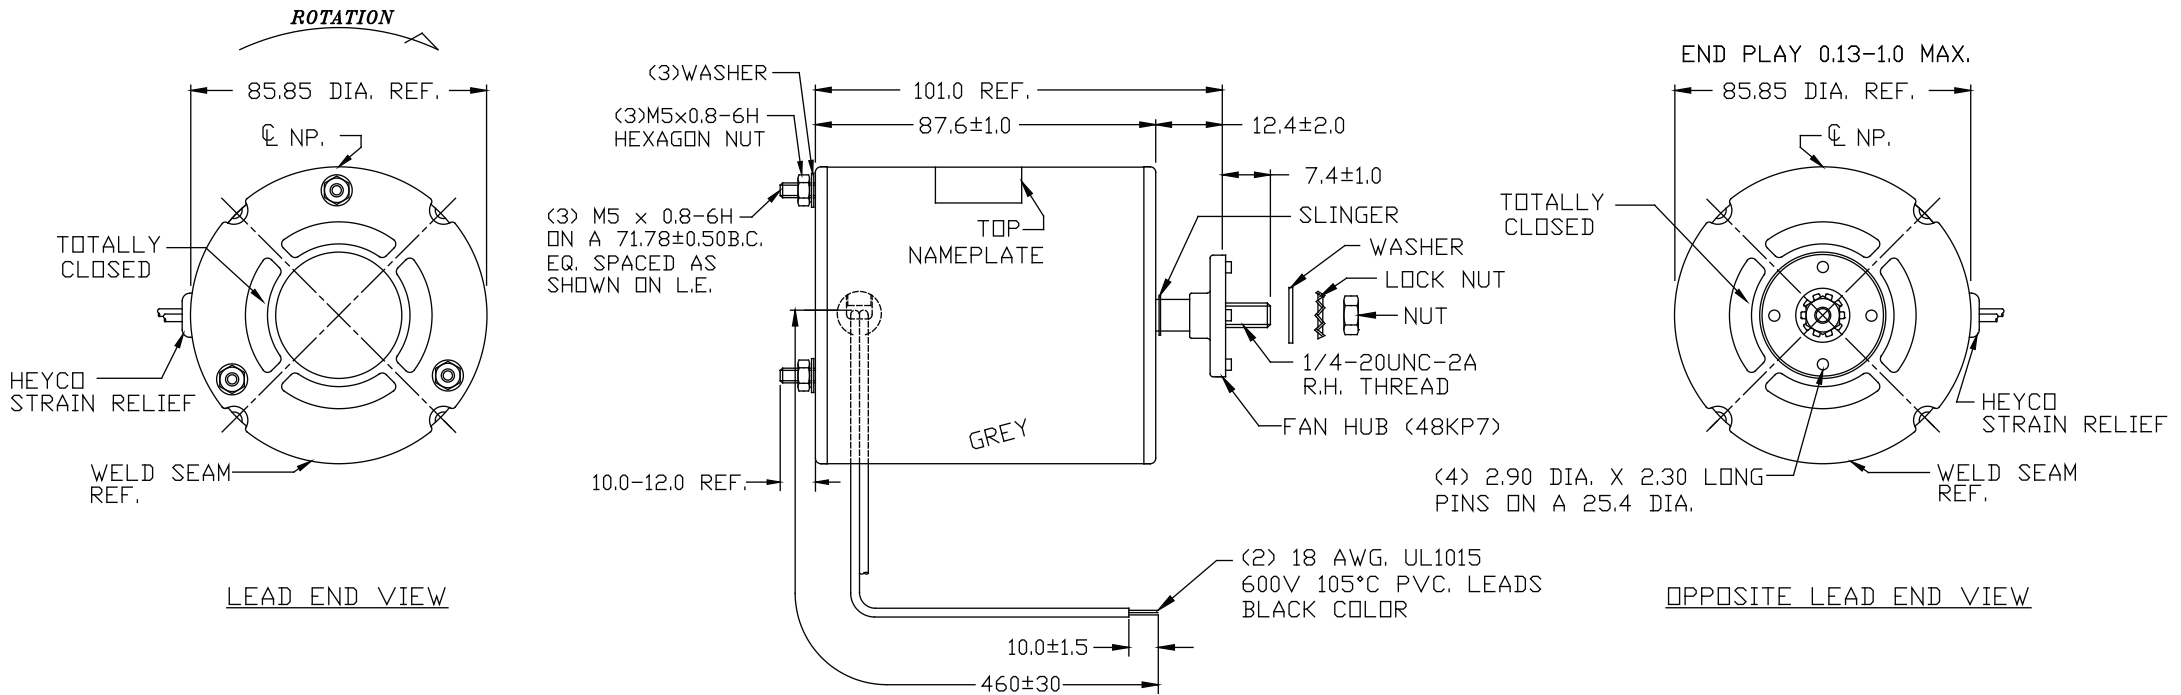 ROTATION
85.85 DIA. REF.
℄ NP.
TOTALLY
CLOSED
HEYCO
STRAIN RELIEF
WELD SEAM
REF.
LEAD END VIEW
(3)WASHER
(3)M5x0.8-6H
HEXAGON NUT
(3) M5 x 0.8-6H
ON A 71.78±0.50B.C.
EQ. SPACED AS
SHOWN ON L.E.
10.0-12.0 REF.
101.0 REF.
87.6±1.0
12.4±2.0
7.4±1.0
TOP
NAMEPLATE
SLINGER
WASHER
LOCK NUT
NUT
1/4-20UNC-2A
R.H. THREAD
FAN HUB (48KP7)
GREY
(2) 18 AWG. UL1015
600V 105°C PVC. LEADS
BLACK COLOR
10.0±1.5
460±30
END PLAY 0.13-1.0 MAX.
85.85 DIA. REF.
℄ NP.
TOTALLY
CLOSED
HEYCO
STRAIN RELIEF
(4) 2.90 DIA. X 2.30 LONG
PINS ON A 25.4 DIA.
WELD SEAM
REF.
OPPOSITE LEAD END VIEW